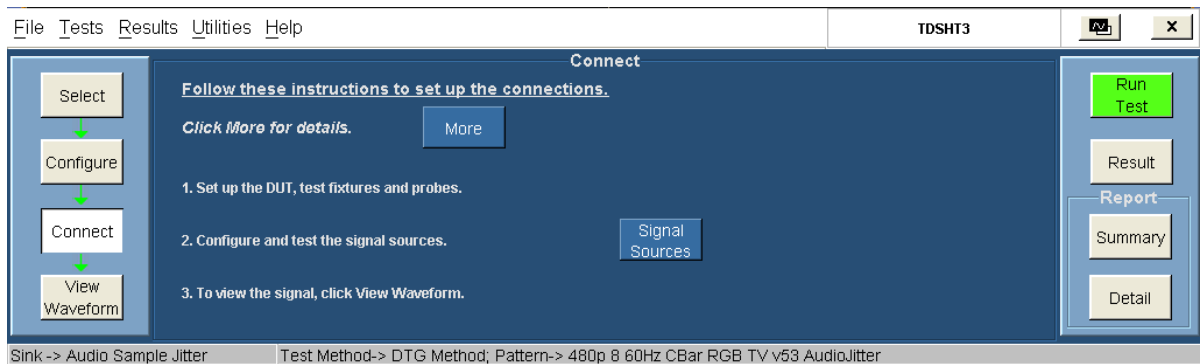 File Tests Results Utilities Help
TDSHT3
x
Connect
Select
Configure
Connect
View
Waveform
Follow these instructions to set up the connections.
Click More for details.
More
1. Set up the DUT, test fixtures and probes.
2. Configure and test the signal sources.
Signal
Sources
3. To view the signal, click View Waveform.
Run
Test
Result
Report
Summary
Detail
Sink -> Audio Sample Jitter Test Method-> DTG Method; Pattern-> 480p 8 60Hz CBar RGB TV v53 AudioJitter